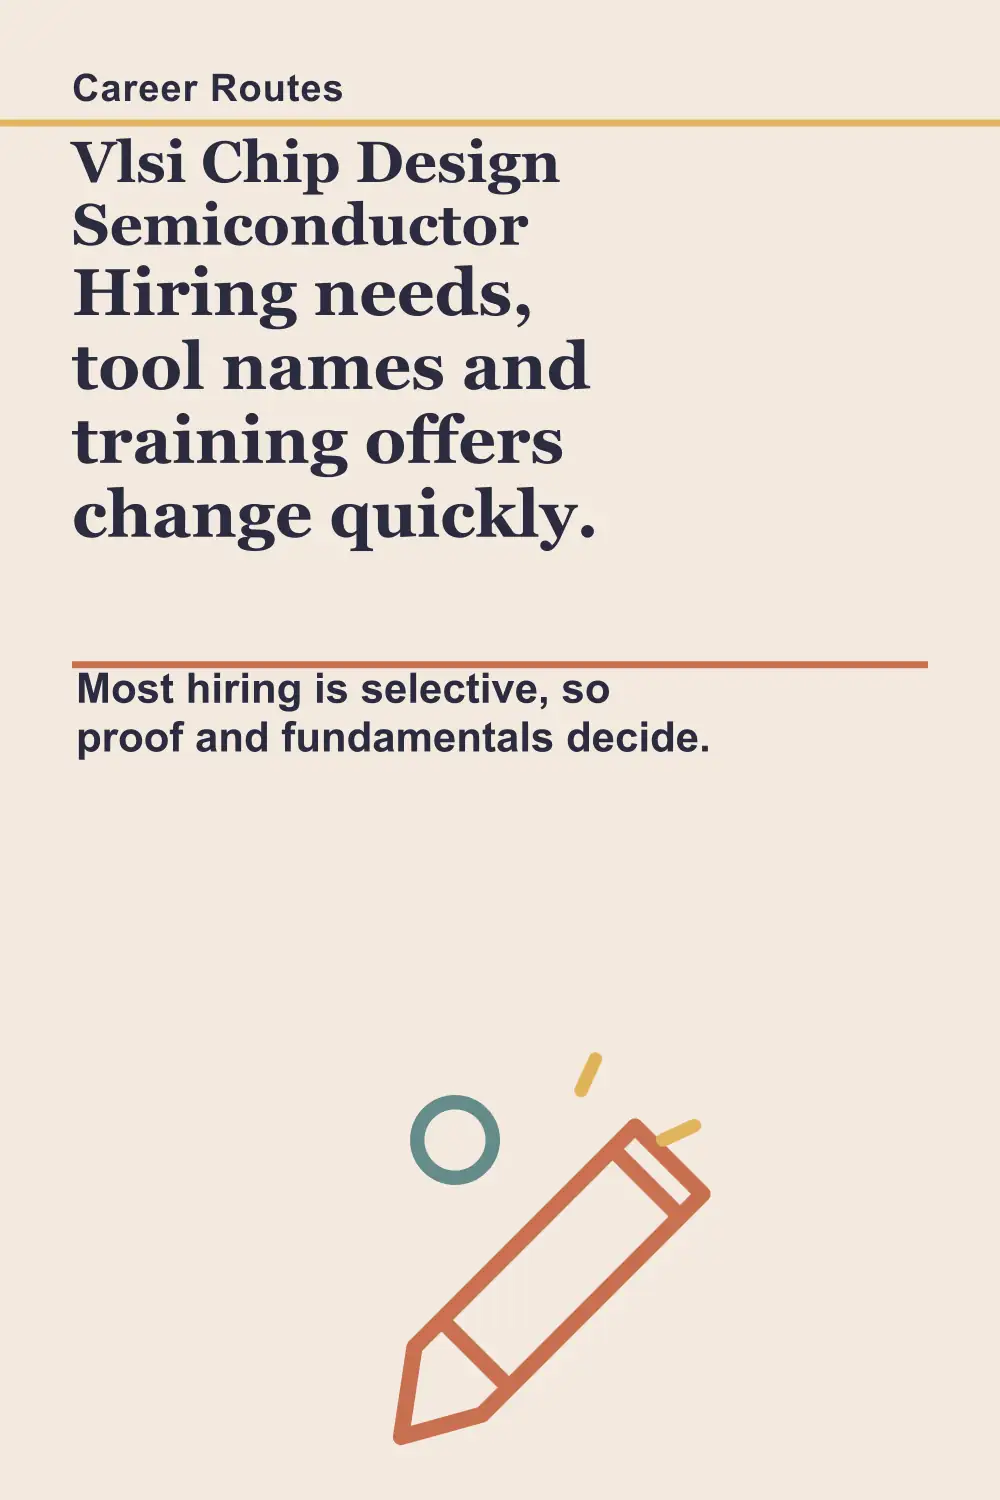 Career Routes
Vlsi Chip Design
Semiconductor
Hiring needs,
tool names and
training offers
change quickly.
Most hiring is selective, so
proof and fundamentals decide.